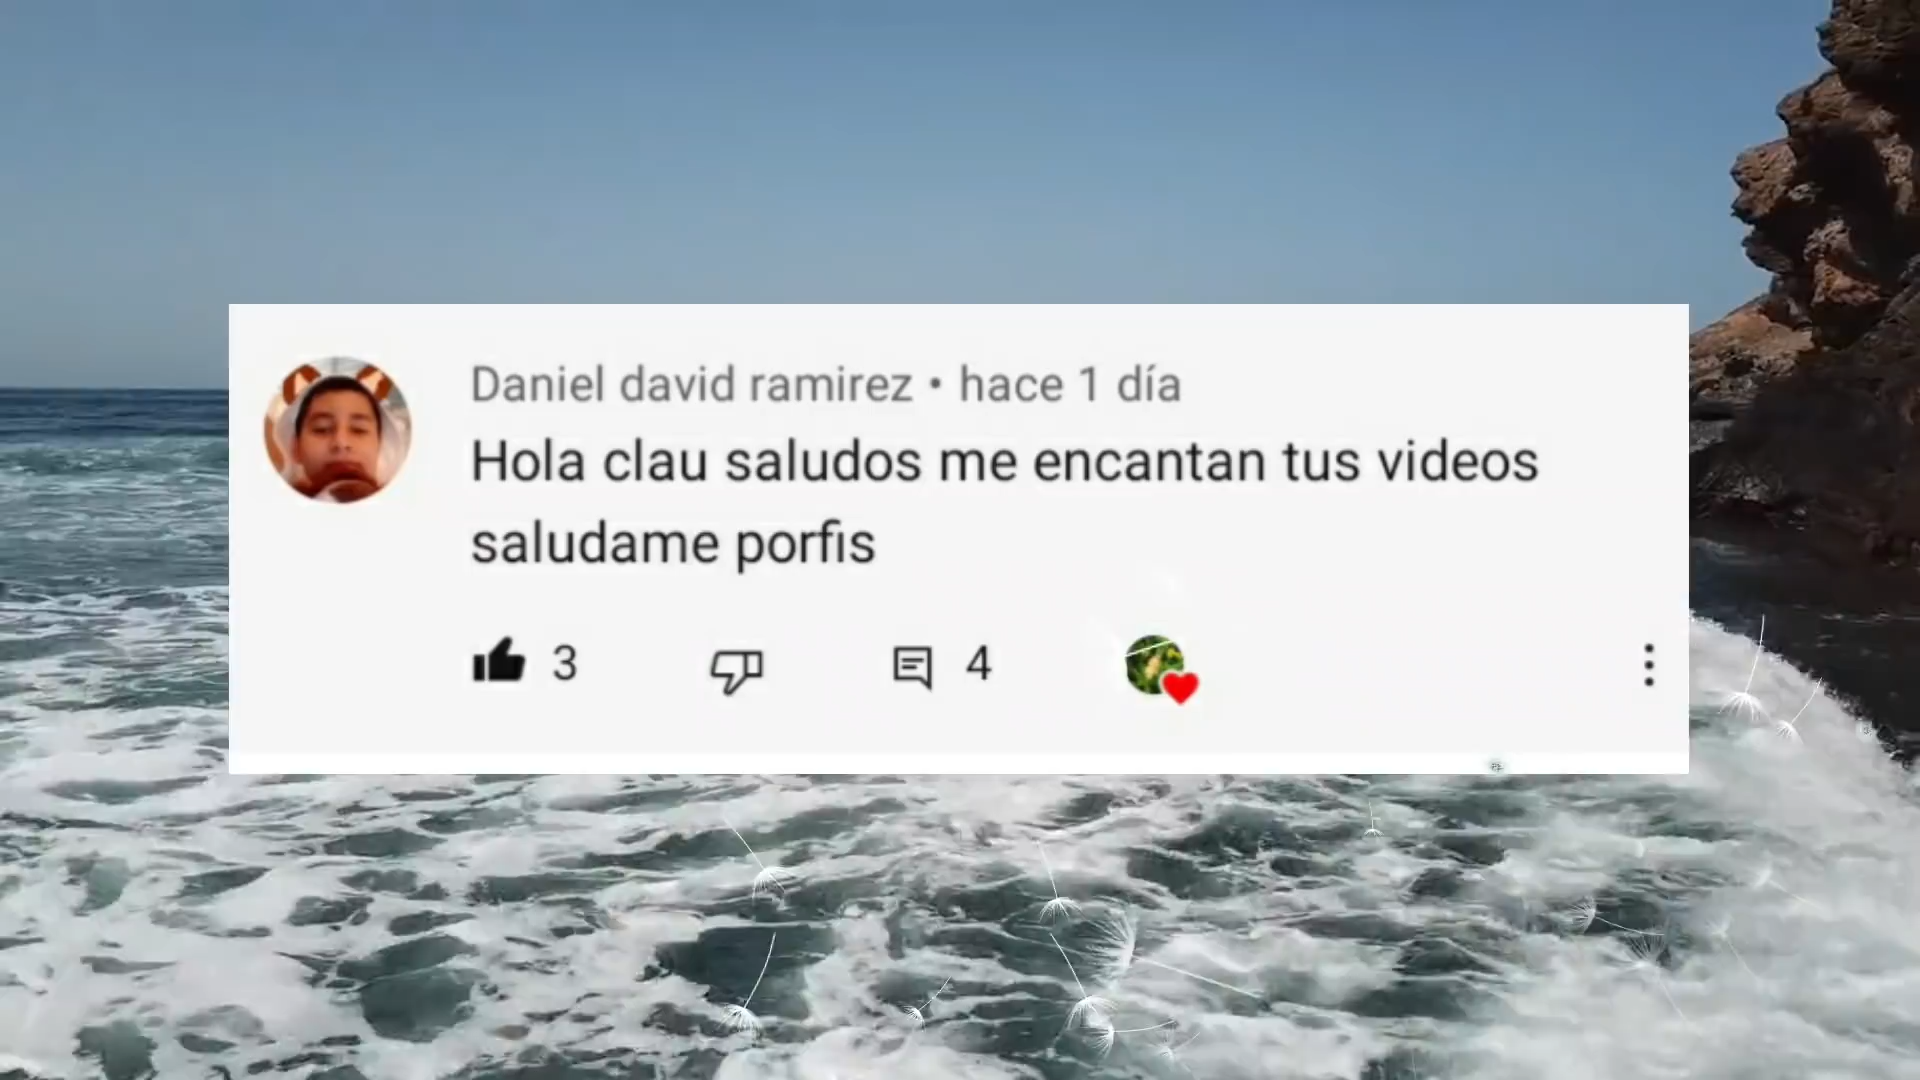 Daniel david ramirez • hace 1 día
Hola clau saludos me encantan tus videos
saludame porfis
3 4